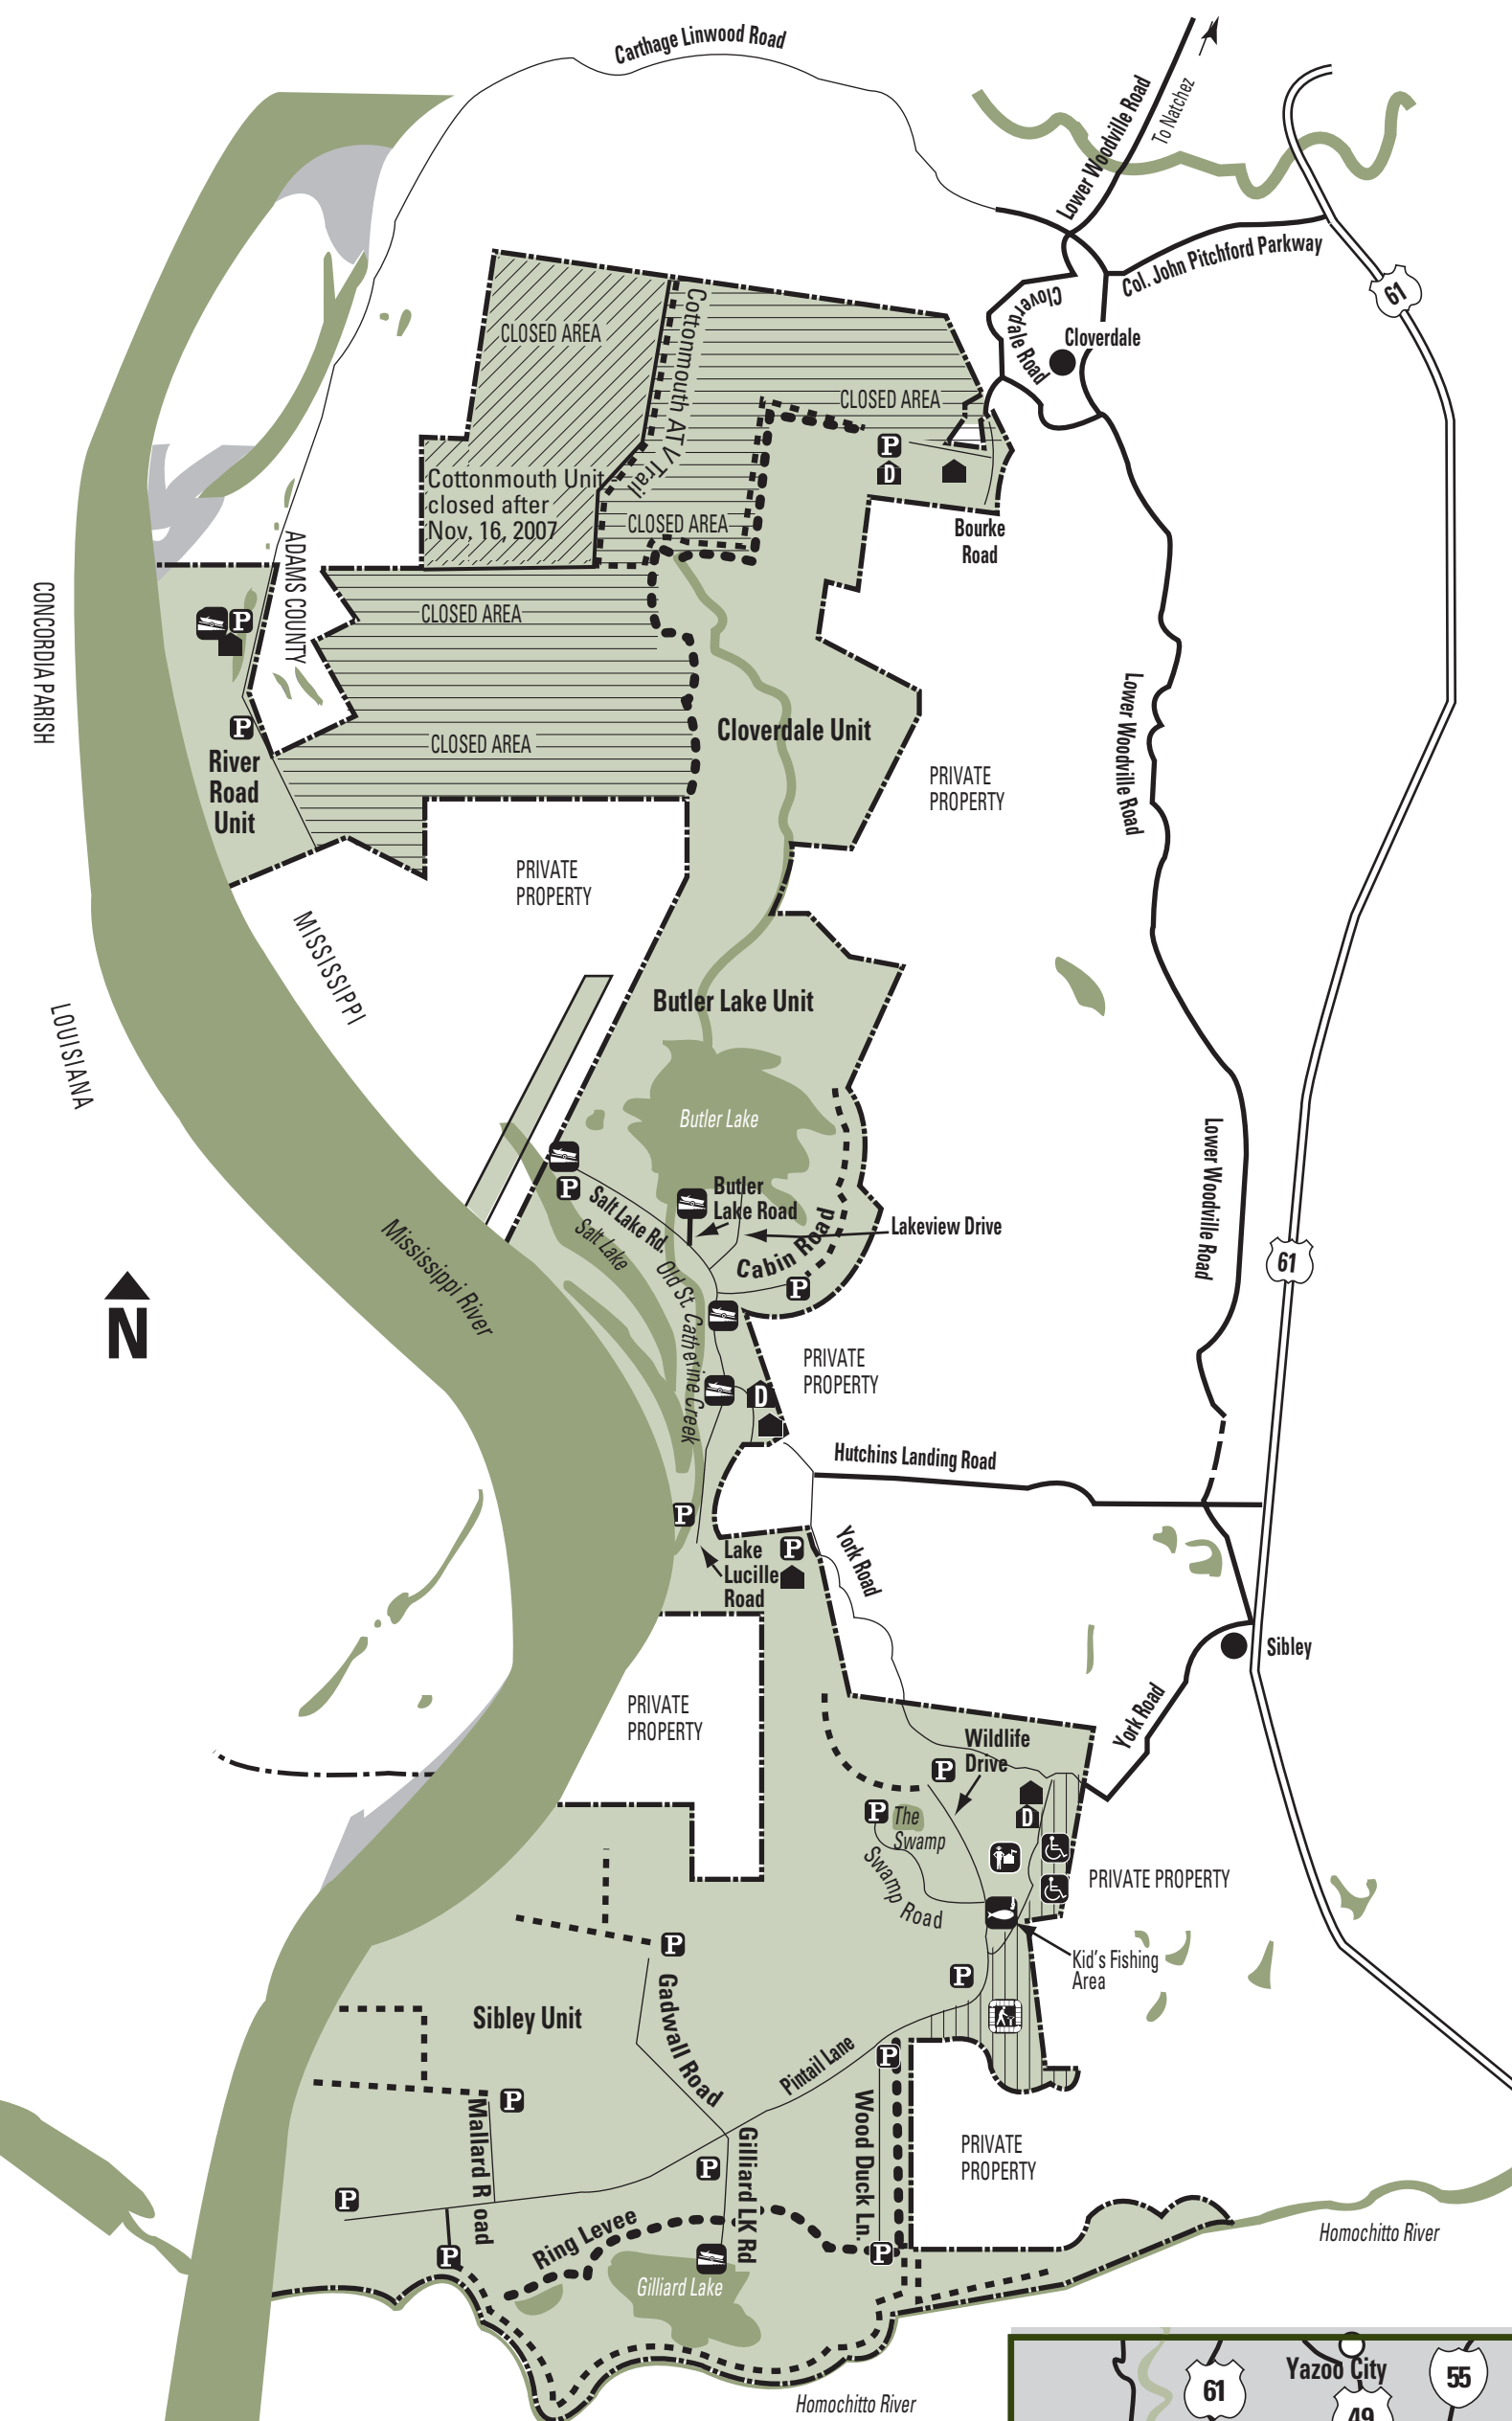 Carthage Linwood Road
Lower Woodville Road
To Natchez
Col. John Pitchford Parkway
61
Cloverdale Road
Cloverdale
CLOSED AREA
Cottonmouth ATV Trail
CLOSED AREA
P
D
Cottonmouth Unit
closed after
Nov. 16, 2007
CLOSED AREA
Bourke
Road
CONCORDIA PARISH
ADAMS COUNTY
CLOSED AREA
P
P
CLOSED AREA
River
Road
Unit
Cloverdale Unit
PRIVATE
PROPERTY
Lower Woodville Road
PRIVATE
PROPERTY
MISSISSIPPI
LOUISIANA
Butler Lake Unit
Butler Lake
P
Salt Lake Rd.
Salt Lake
Butler
Lake Road
Lakeview Drive
Cabin Road
P
Lower Woodville Road
61
Mississippi River
Old St. Catherine Creek
N
PRIVATE
PROPERTY
D
Hutchins Landing Road
P
Lake
Lucille
Road
P
York Road
Sibley
PRIVATE
PROPERTY
York Road
Wildlife
Drive
P
P
The
Swamp
D
Swamp Road
PRIVATE PROPERTY
Kid's Fishing
Area
P
P
Sibley Unit
Gadwall Road
Pintail Lane
P
P
Mallard R oad
Wood Duck Ln.
PRIVATE
PROPERTY
Gilliard LK Rd
P
P
P
P
Ring Levee
Gilliard Lake
Homochitto River
Homochitto River
Yazoo City
61
55
49